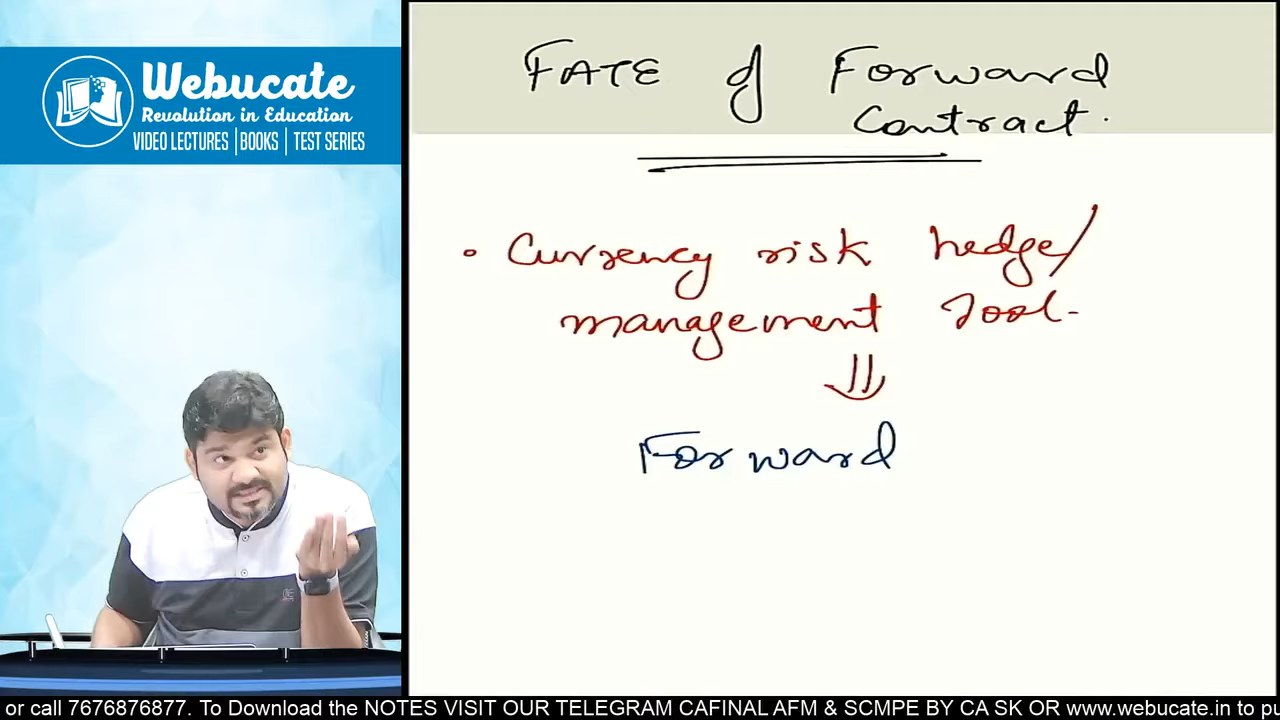 Webucate
Revolution in Education
VIDEO LECTURES | BOOKS | TEST SERIES
FATE of Forward
Contract.
• Currency risk hedge/
management Tool.
Forward
or call 7676876877. To Download the NOTES VISIT OUR TELEGRAM CAFINAL AFM & SCMPE BY CA SK OR www.webucate.in to pu